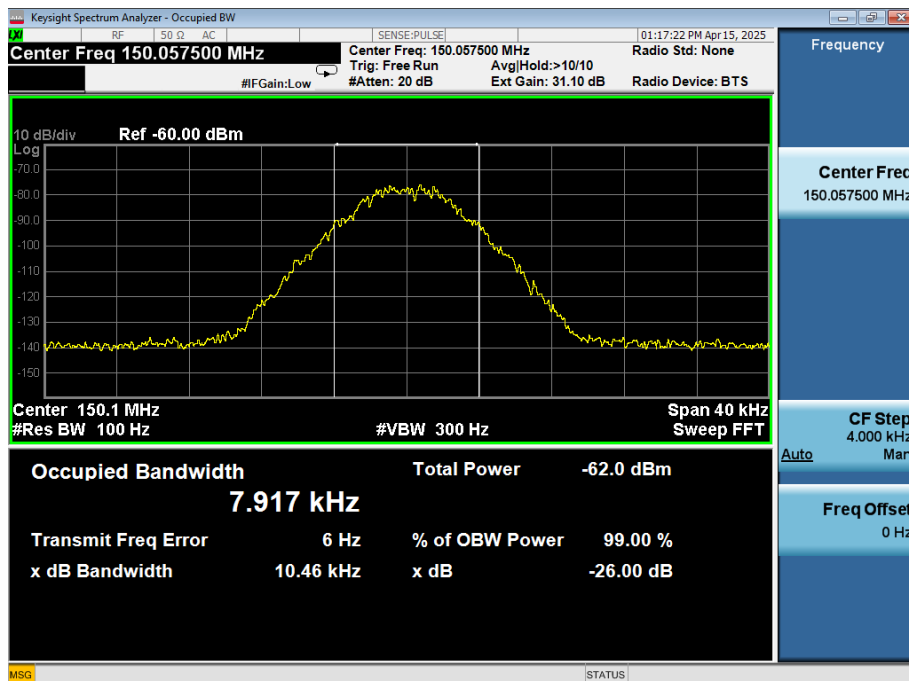 Keysight Spectrum Analyzer - Occupied BW
LXI
RF 50 Ω AC SENSE:PULSE 01:17:22 PM Apr 15, 2025
Center Freq 150.057500 MHz
Center Freq: 150.057500 MHz Radio Std: None
Trig: Free Run Avg|Hold:>10/10
#IFGain:Low #Atten: 20 dB Ext Gain: 31.10 dB Radio Device: BTS
10 dB/div Ref -60.00 dBm
Log
-70.0
-80.0
-90.0
-100
-110
-120
-130
-140
-150
Center 150.1 MHz Span 40 kHz
#Res BW 100 Hz #VBW 300 Hz Sweep FFT
Occupied Bandwidth Total Power -62.0 dBm
7.917 kHz
Transmit Freq Error 6 Hz % of OBW Power 99.00 %
x dB Bandwidth 10.46 kHz x dB -26.00 dB
MSG STATUS
Frequency
Center Freq
150.057500 MHz
CF Step
4.000 kHz
Auto Man
Freq Offset
0 Hz